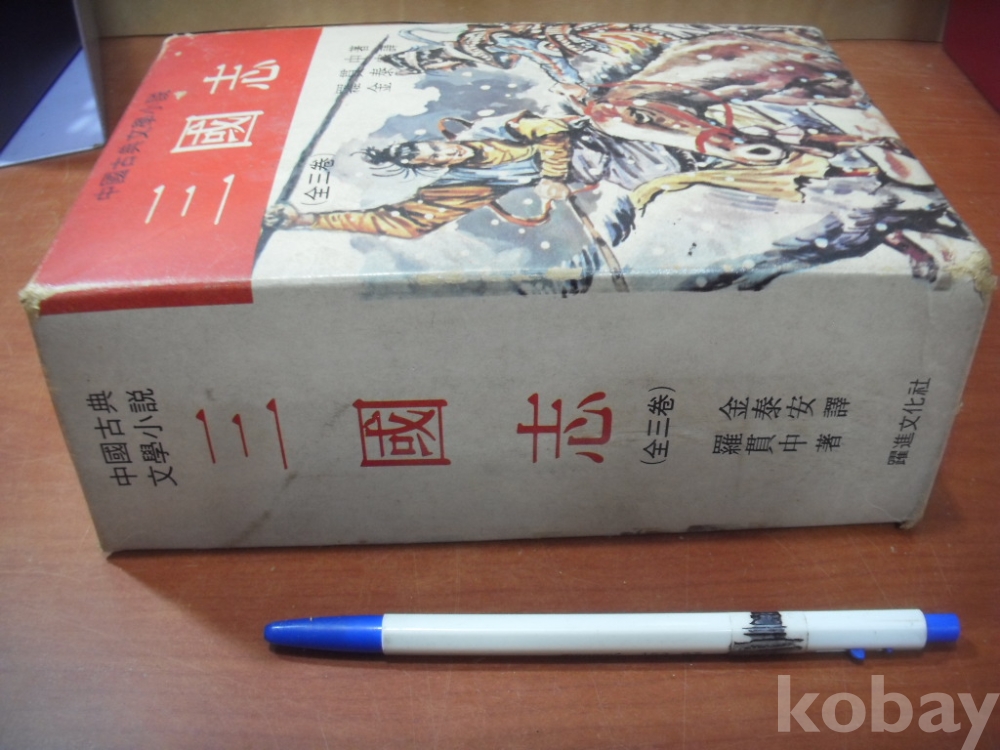 中國古典文學小說
三國志
(全三卷)
中國古典
文學小說
三國志
(全三卷)
金泰安 譯
羅貫中 著
躍進文化社
kobay